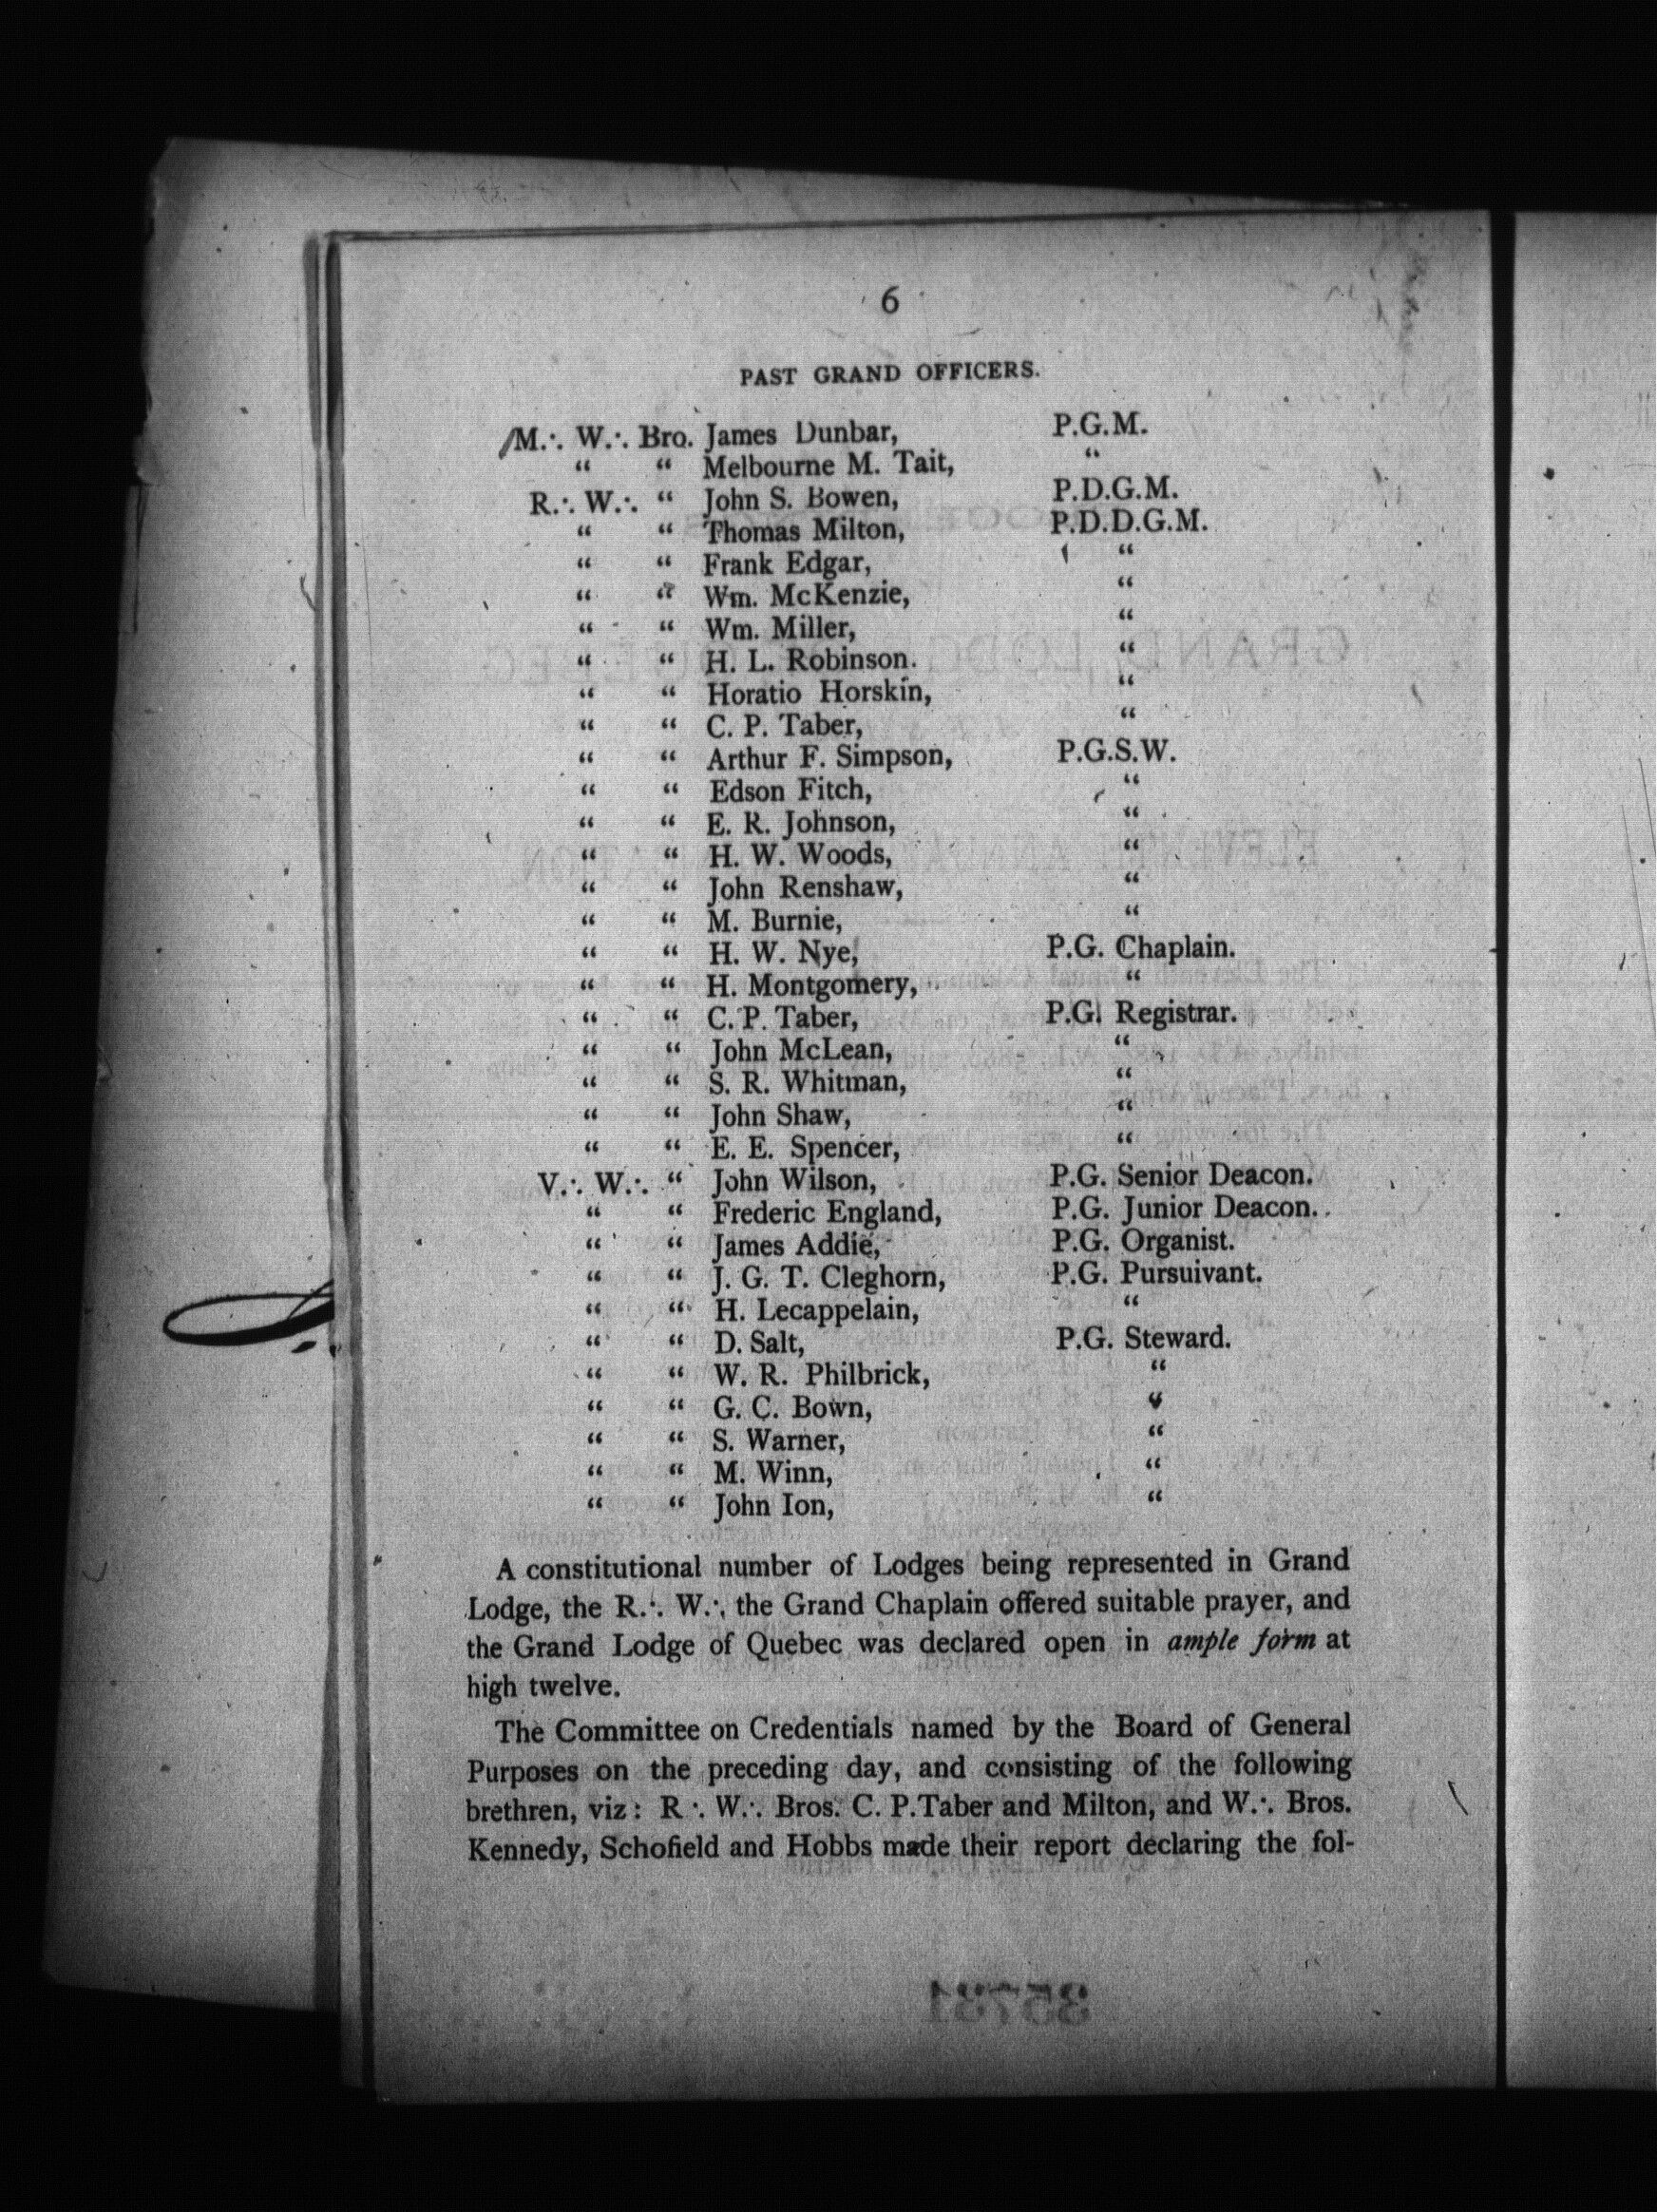 6
PAST GRAND OFFICERS.
M.·. W.·. Bro. James Dunbar, P.G.M.
“ “ Melbourne M. Tait, “
R.·. W.·. “ John S. Bowen, P.D.G.M.
“ “ Thomas Milton, P.D.D.G.M.
“ “ Frank Edgar, “
“ “ Wm. McKenzie, “
“ “ Wm. Miller, “
“ “ H. L. Robinson. “
“ “ Horatio Horskin, “
“ “ C. P. Taber, “
“ “ Arthur F. Simpson, P.G.S.W.
“ “ Edson Fitch, “
“ “ E. R. Johnson, “
“ “ H. W. Woods, “
“ “ John Renshaw, “
“ “ M. Burnie, “
“ “ H. W. Nye, P.G. Chaplain.
“ “ H. Montgomery, “
“ “ C. P. Taber, P.G. Registrar.
“ “ John McLean, “
“ “ S. R. Whitman, “
“ “ John Shaw, “
“ “ E. E. Spencer, “
V.·. W.·. “ John Wilson, P.G. Senior Deacon.
“ “ Frederic England, P.G. Junior Deacon.
“ “ James Addie, P.G. Organist.
“ “ J. G. T. Cleghorn, P.G. Pursuivant.
“ “ H. Lecappelain, “
“ “ D. Salt, P.G. Steward.
“ “ W. R. Philbrick, “
“ “ G. C. Bown, “
“ “ S. Warner, “
“ “ M. Winn, “
“ “ John Ion, “
A constitutional number of Lodges being represented in Grand
Lodge, the R.·. W.·. the Grand Chaplain offered suitable prayer, and
the Grand Lodge of Quebec was declared open in ample form at
high twelve.
The Committee on Credentials named by the Board of General
Purposes on the preceding day, and consisting of the following
brethren, viz: R.·. W.·. Bros. C. P.Taber and Milton, and W.·. Bros.
Kennedy, Schofield and Hobbs made their report declaring the fol-